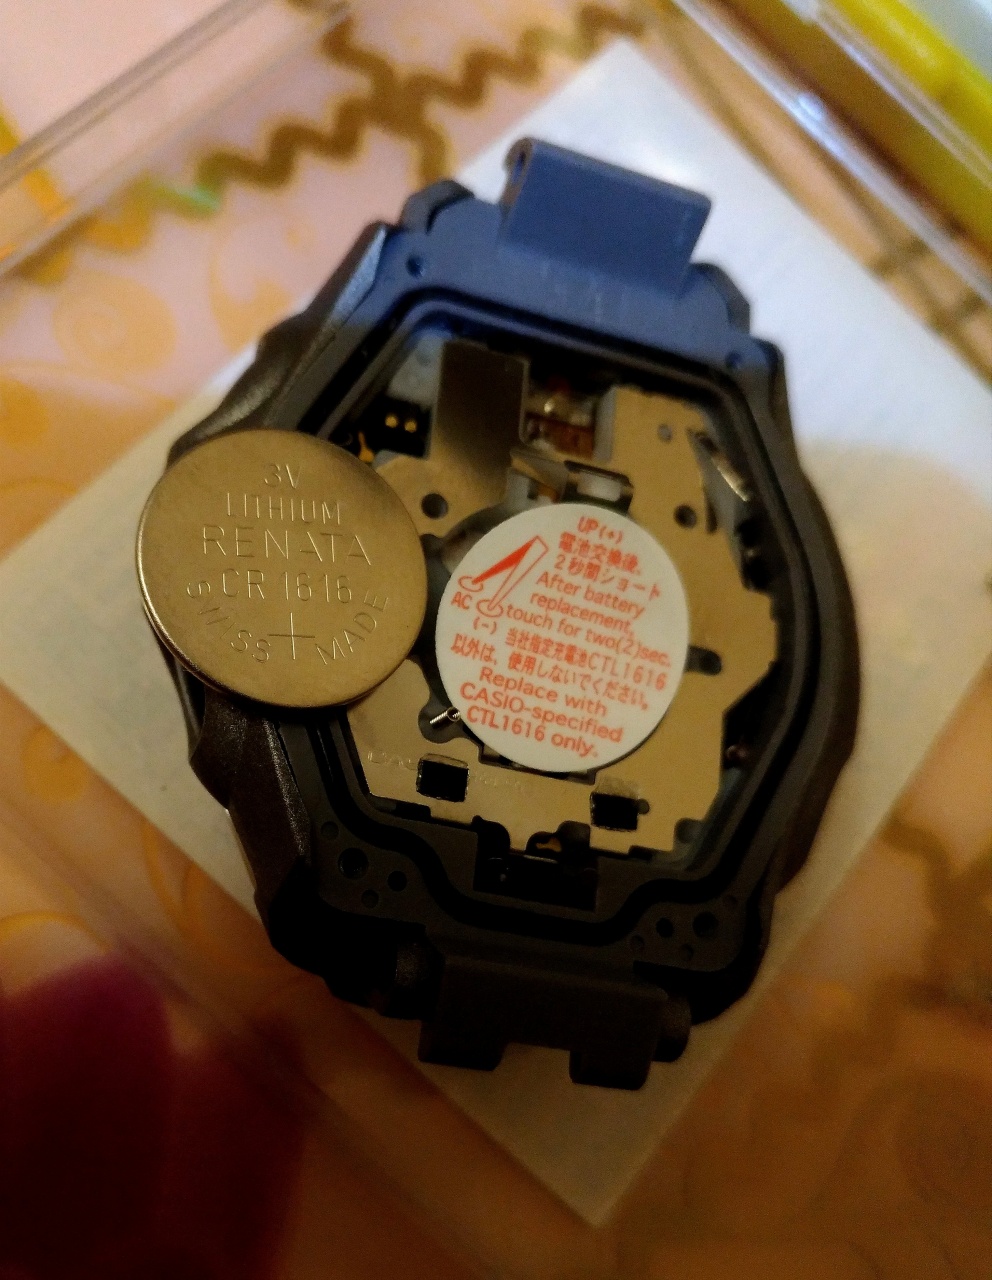 3V
LITHIUM
RENATA
CR 1616
SWISS + MADE
UP(+)
電池交換後、
2秒間ショート
After battery
replacement,
AC touch for two(2)sec.
(-) 当社指定充電池CTL1616
以外は、使用しないでください。
Replace with
CASIO-specified
CTL1616 only.